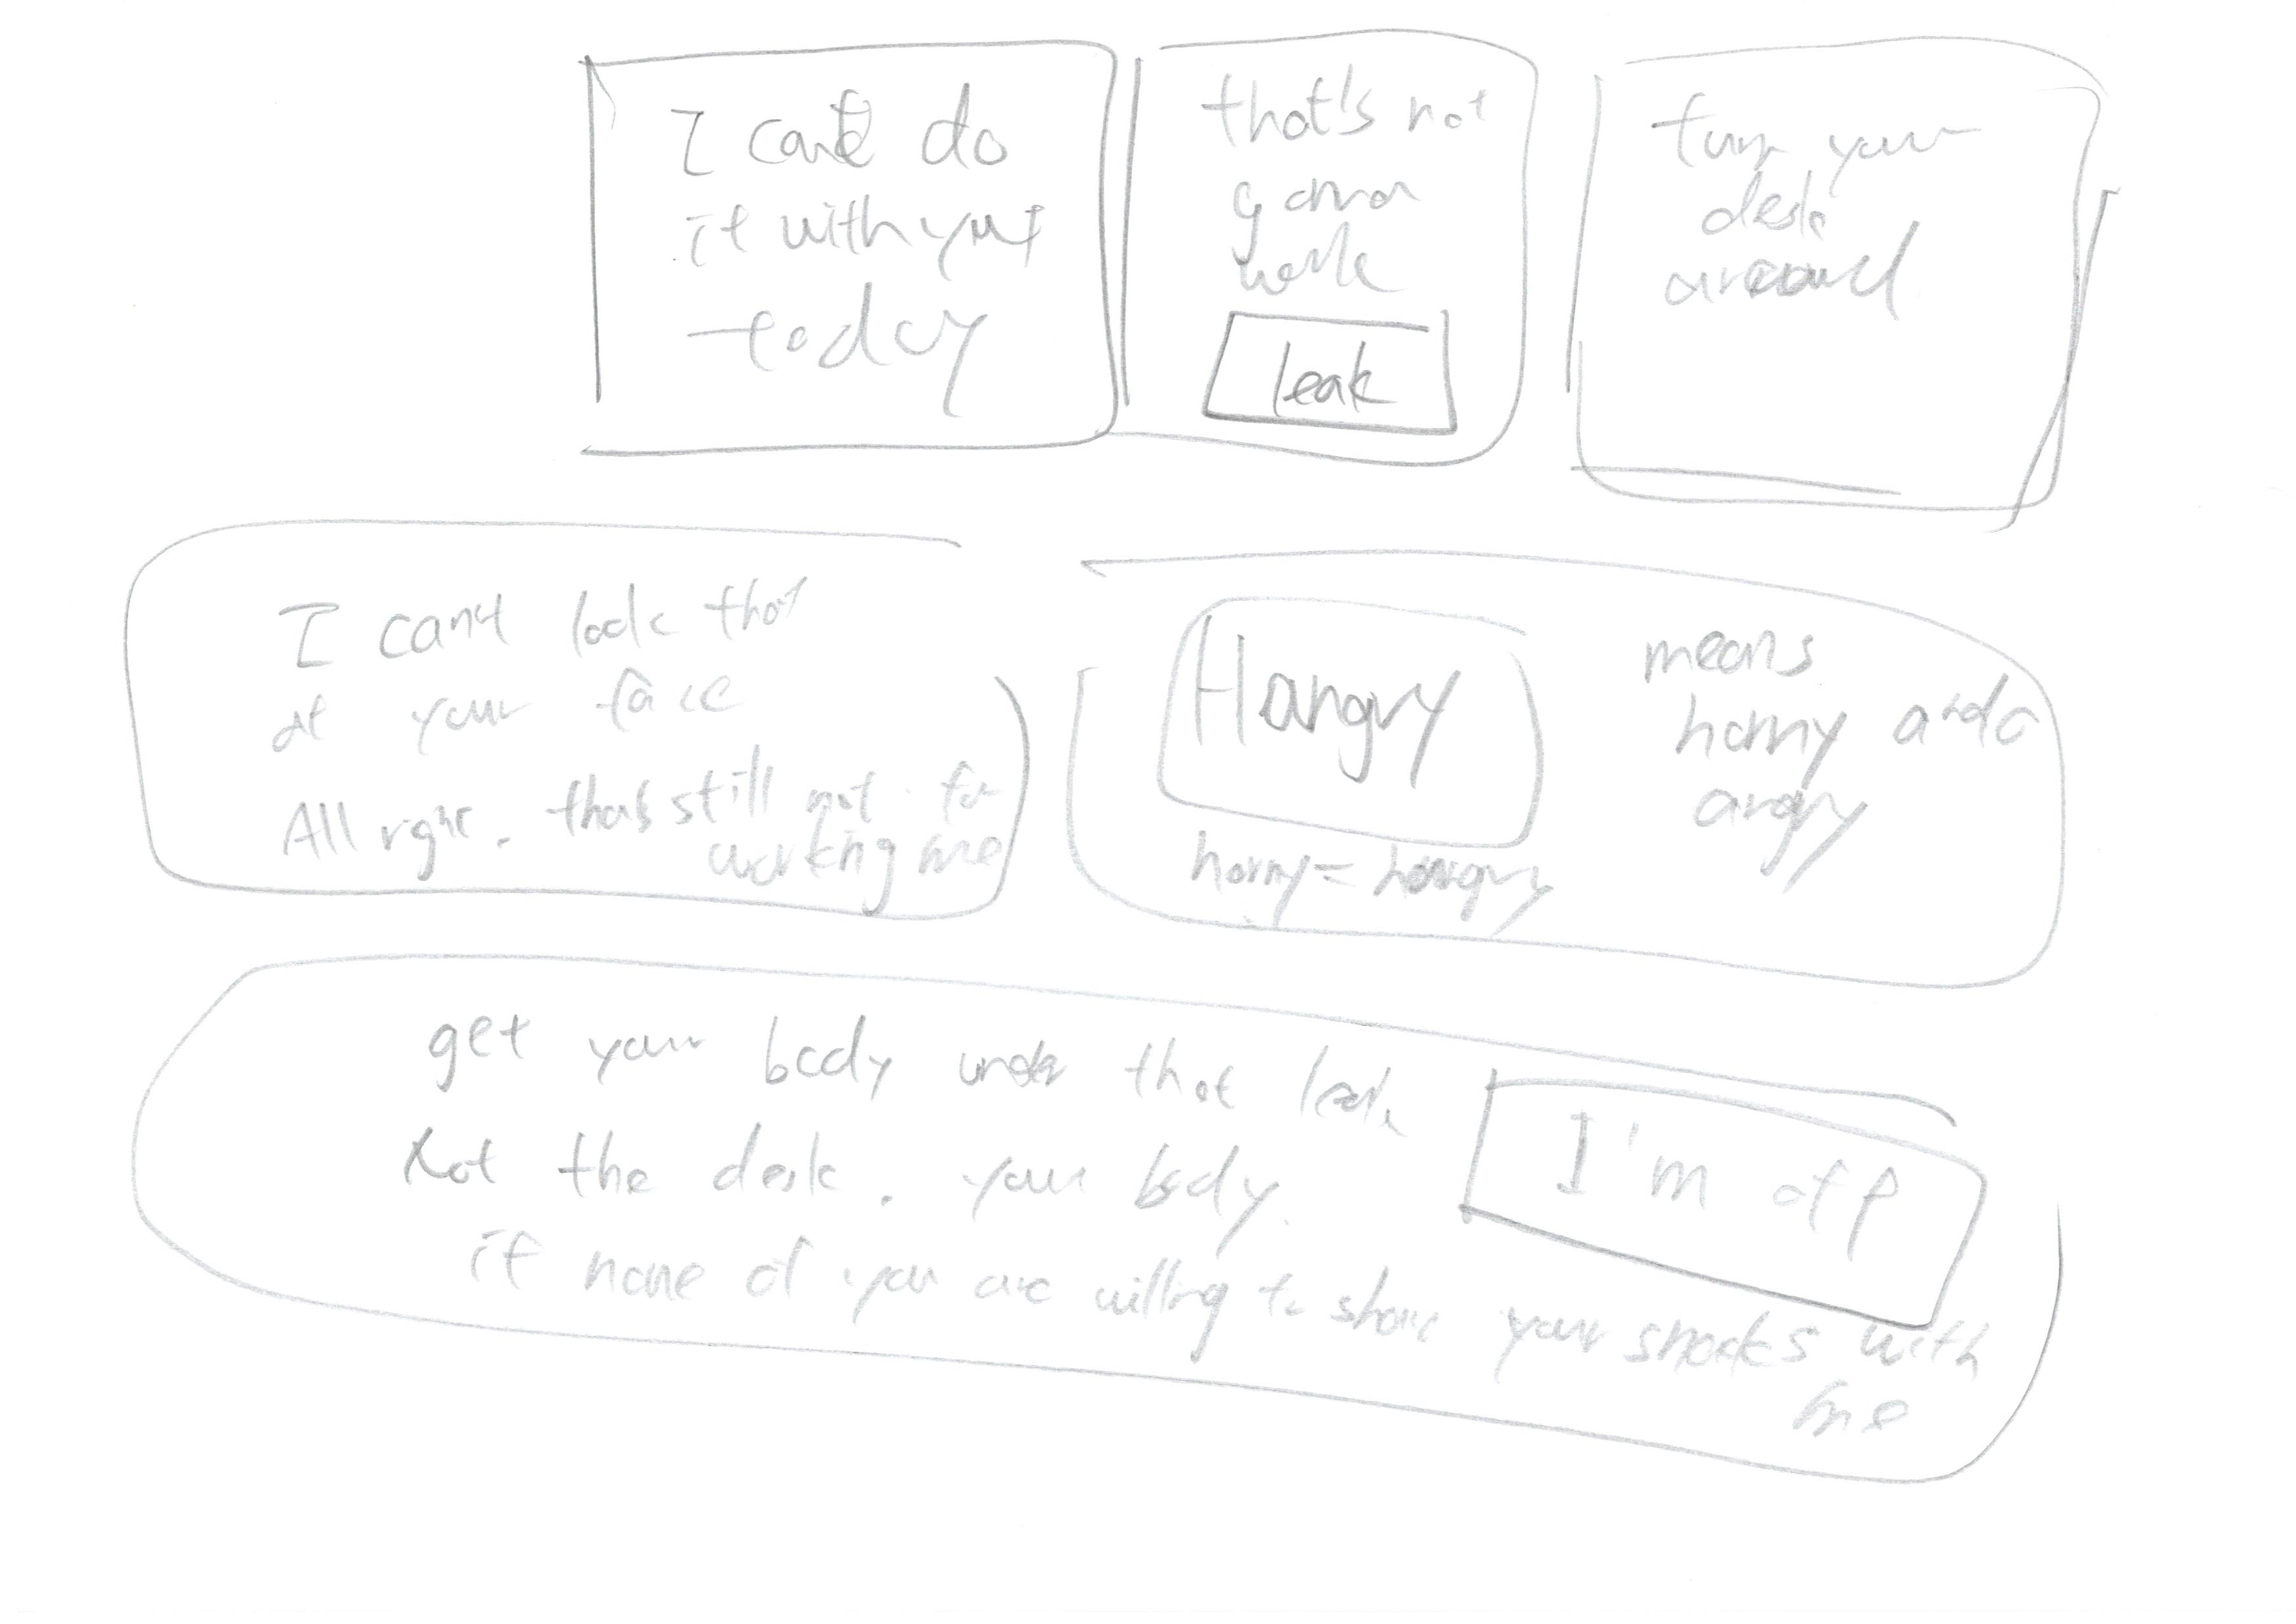 I can't do
it with you
today
that's not
gonna
work
leak
turn your
desk
around
I can't look that
at your face
All right. that's still not for
working me
Hangry
means
horny and
angry
horny = hangry
get your body under that leak
Not the desk. your body.
I'm off
if none of you are willing to share your snacks with
me